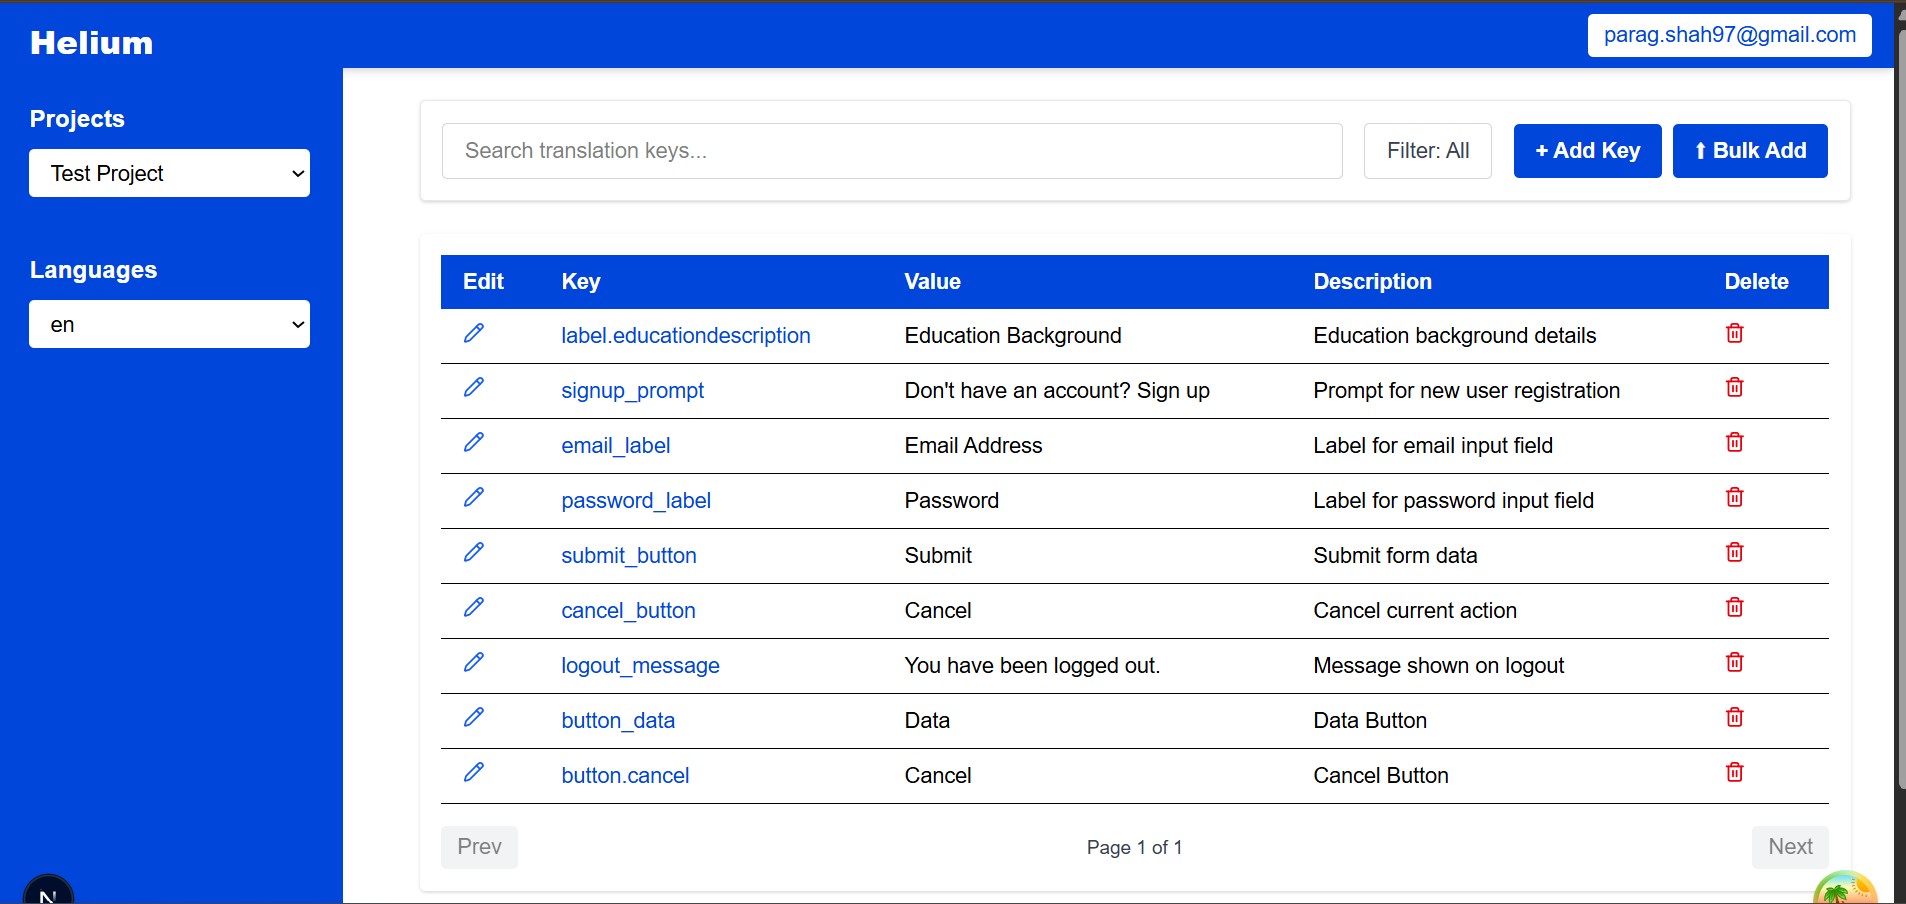 Helium
parag.shah97@gmail.com
Projects
Test Project
Languages
en
Search translation keys...
Filter: All
+ Add Key
⬆ Bulk Add
Edit Key Value Description Delete
label.educationdescription Education Background Education background details
signup_prompt Don't have an account? Sign up Prompt for new user registration
email_label Email Address Label for email input field
password_label Password Label for password input field
submit_button Submit Submit form data
cancel_button Cancel Cancel current action
logout_message You have been logged out. Message shown on logout
button_data Data Data Button
button.cancel Cancel Cancel Button
Prev Page 1 of 1 Next
N